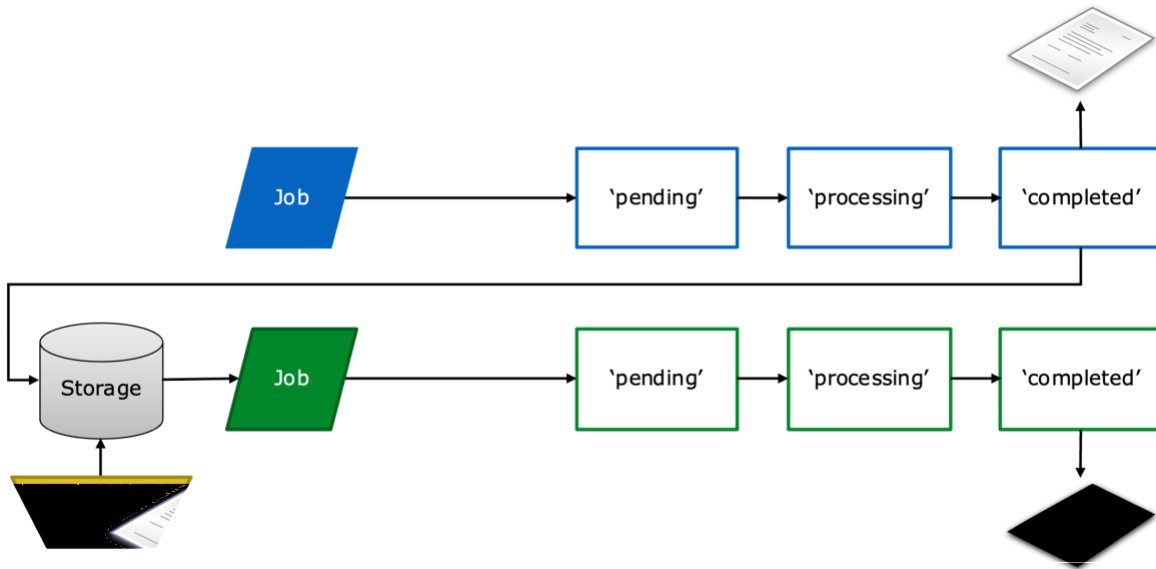 Job
‘pending’
‘processing’
‘completed’
Storage
Job
‘pending’
‘processing’
‘completed’